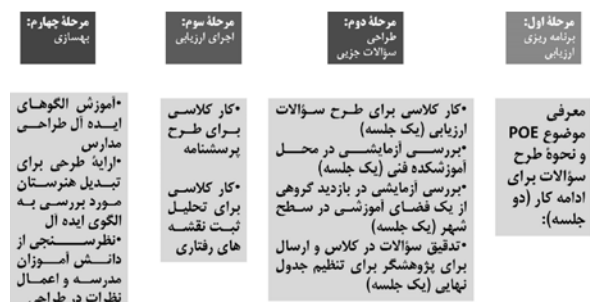 مرحلهٔ اول:
برنامه ریزی
ارزیابی
مرحلهٔ دوم:
طراحی
سؤالات جزیی
مرحلهٔ سوم:
اجرای ارزیابی
مرحلهٔ چهارم:
بهسازی
معرفی
موضوع POE
و نحوهٔ طرح
سؤالات برای
ادامه کار (دو
جلسه):
•کار کلاسی برای طرح سؤالات
ارزیابی (یک جلسه)
•بررسی آزمایشی در محل
آموزشکده فنی (یک جلسه)
•بررسی آزمایشی در بازدید گروهی
از یک فضای آموزشی در سطح
شهر (یک جلسه)
•تدقیق سؤالات در کلاس و ارسال
برای پژوهشگر برای تنظیم جدول
نهایی (یک جلسه)
•کار کلاسی
برای طرح
پرسشنامه
•کار کلاسی
برای تحلیل
ثبت نقشه
های رفتاری
•آموزش الگوهای
ایده آل طراحی
مدارس
•ارایهٔ طرحی برای
تبدیل هنرستان
مورد بررسی به
الگوی ایده آل
•نظرسنجی از
دانش آموزان
مدرسه و اعمال
نظرات در طراحی